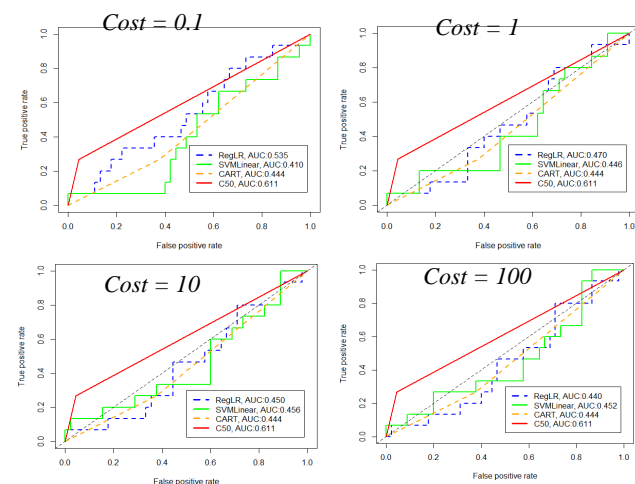 Cost = 0.1
True positive rate
1.0
0.8
0.6
0.4
0.2
0.0
RegLR, AUC:0.535
SVMLinear, AUC:0.410
CART, AUC:0.444
C50, AUC:0.611
0.0 0.2 0.4 0.6 0.8 1.0
False positive rate
Cost = 1
True positive rate
1.0
0.8
0.6
0.4
0.2
0.0
RegLR, AUC:0.470
SVMLinear, AUC:0.446
CART, AUC:0.444
C50, AUC:0.611
0.0 0.2 0.4 0.6 0.8 1.0
False positive rate
Cost = 10
True positive rate
1.0
0.8
0.6
0.4
0.2
0.0
RegLR, AUC:0.450
SVMLinear, AUC:0.456
CART, AUC:0.444
C50, AUC:0.611
0.0 0.2 0.4 0.6 0.8 1.0
False positive rate
Cost = 100
True positive rate
1.0
0.8
0.6
0.4
0.2
0.0
RegLR, AUC:0.440
SVMLinear, AUC:0.452
CART, AUC:0.444
C50, AUC:0.611
0.0 0.2 0.4 0.6 0.8 1.0
False positive rate